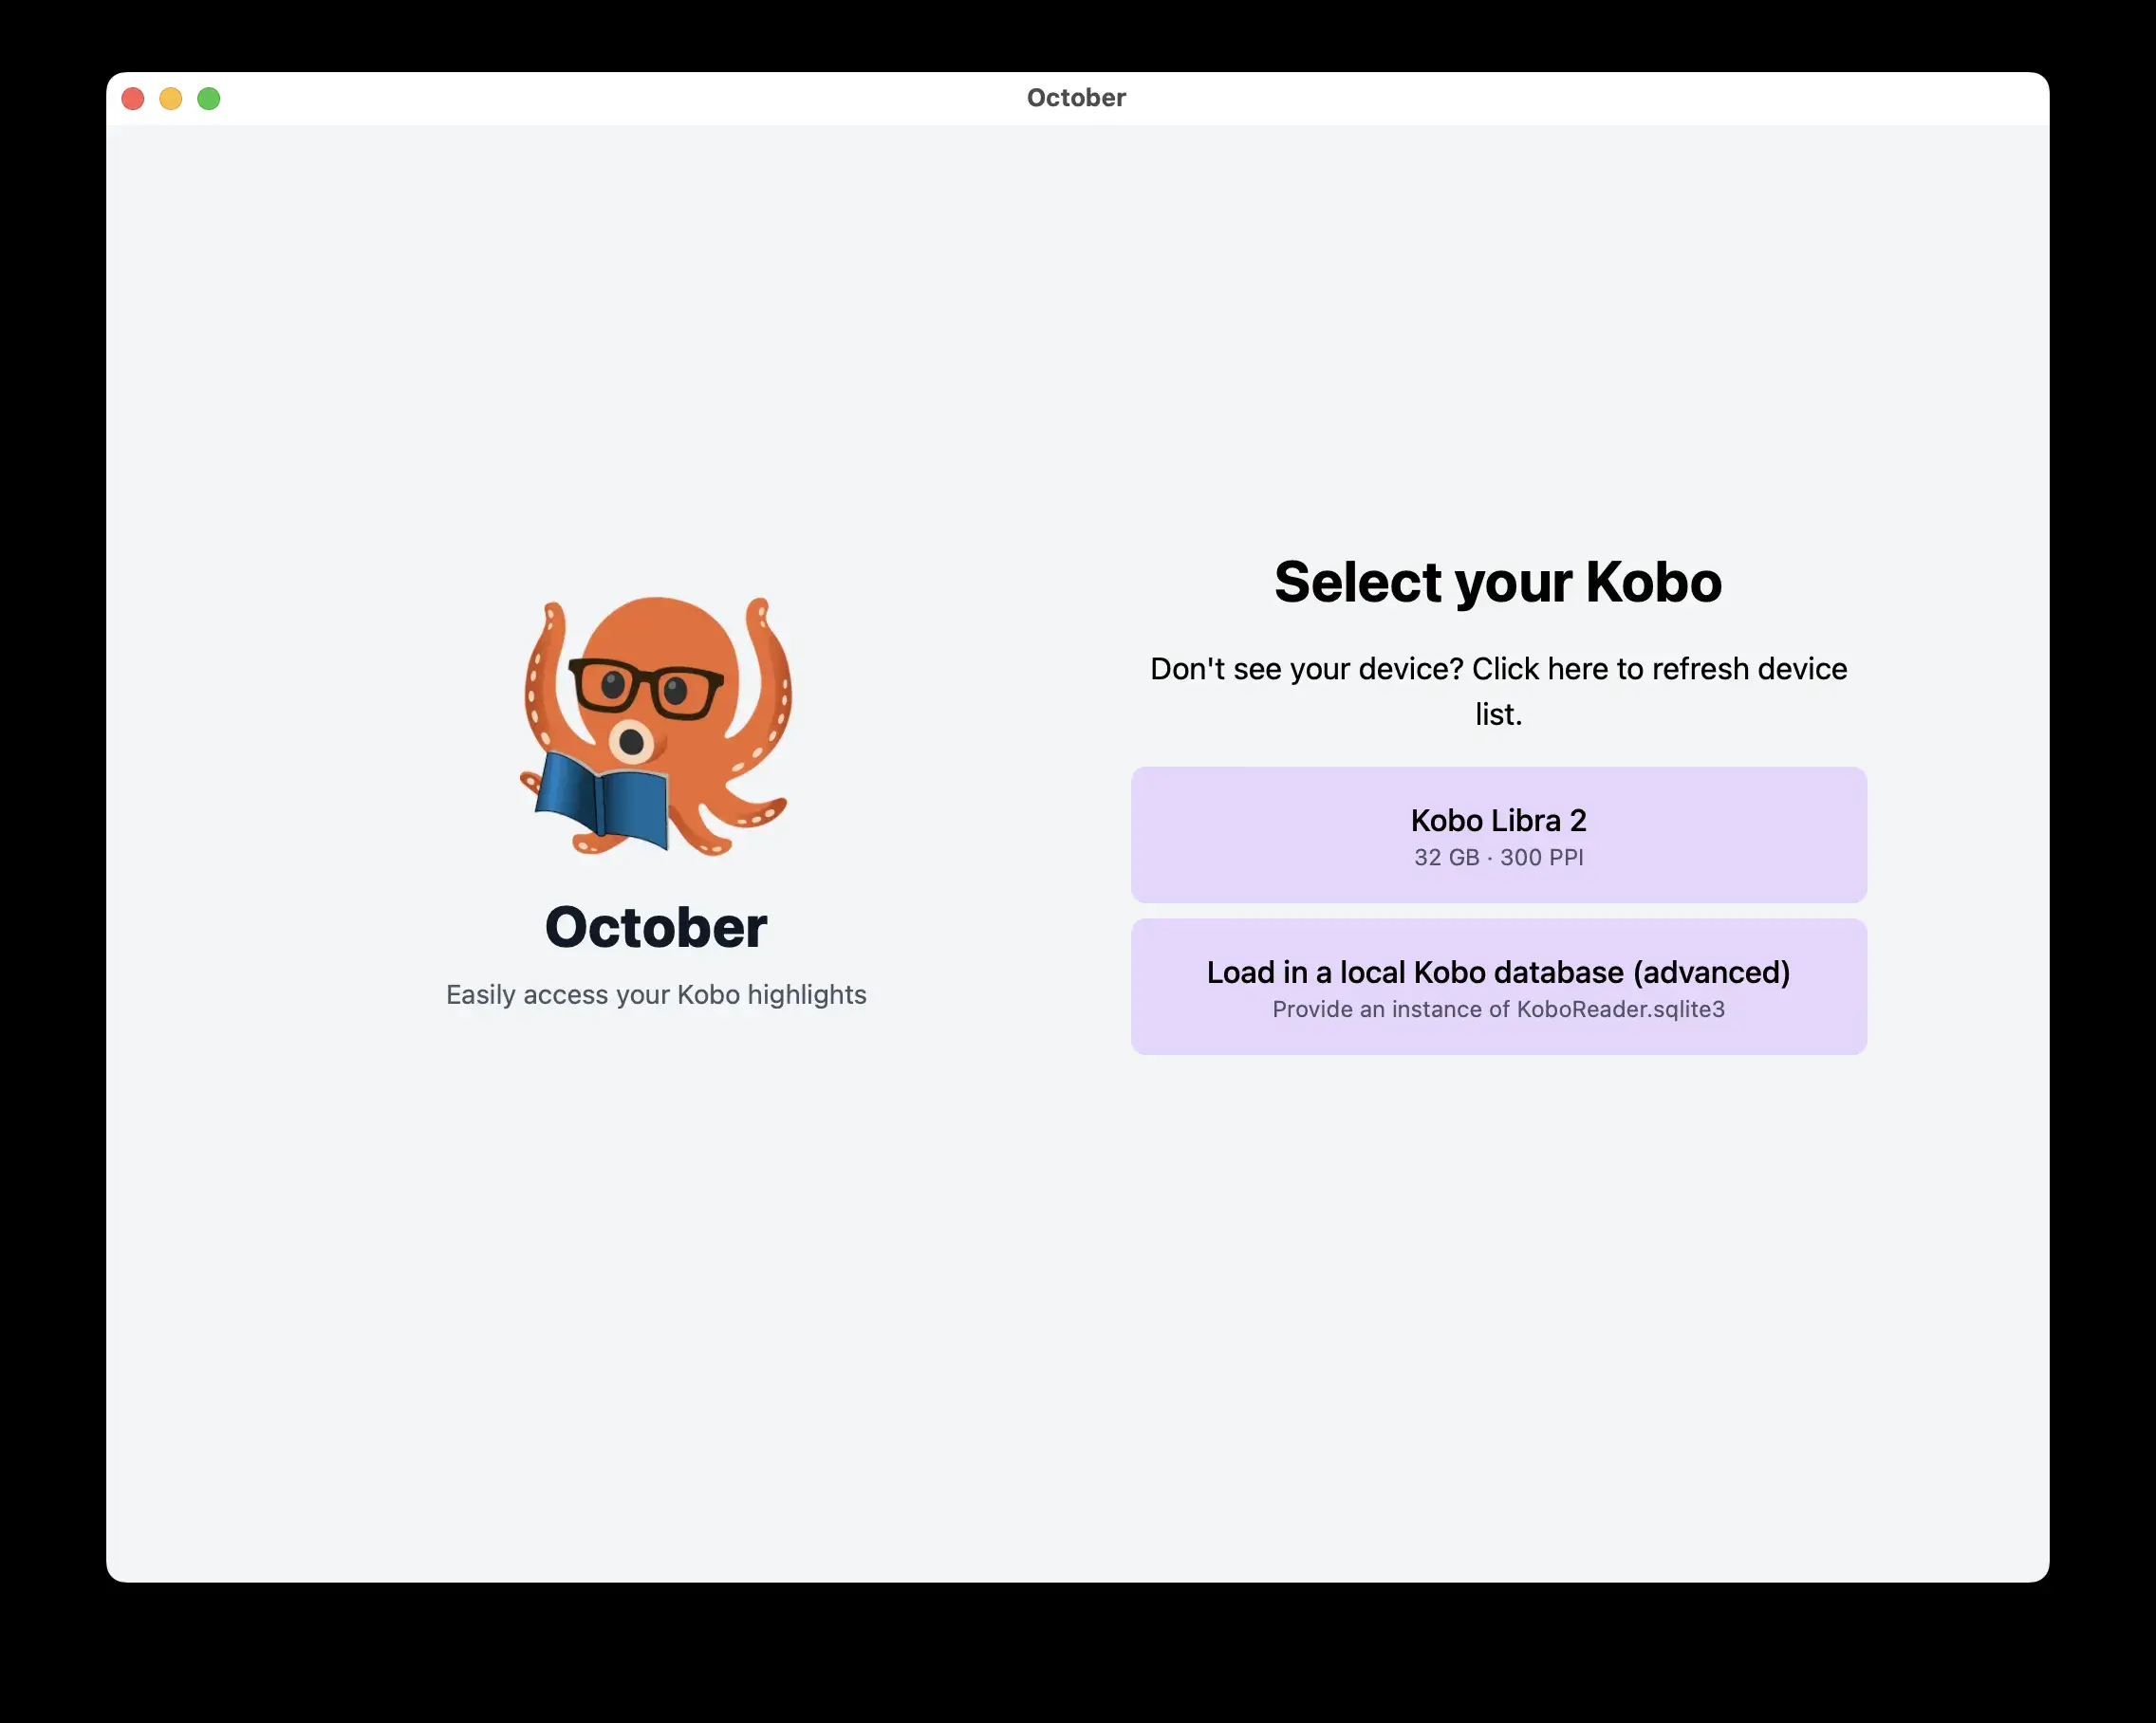 October
October
Easily access your Kobo highlights
Select your Kobo
Don't see your device? Click here to refresh device
list.
Kobo Libra 2
32 GB · 300 PPI
Load in a local Kobo database (advanced)
Provide an instance of KoboReader.sqlite3